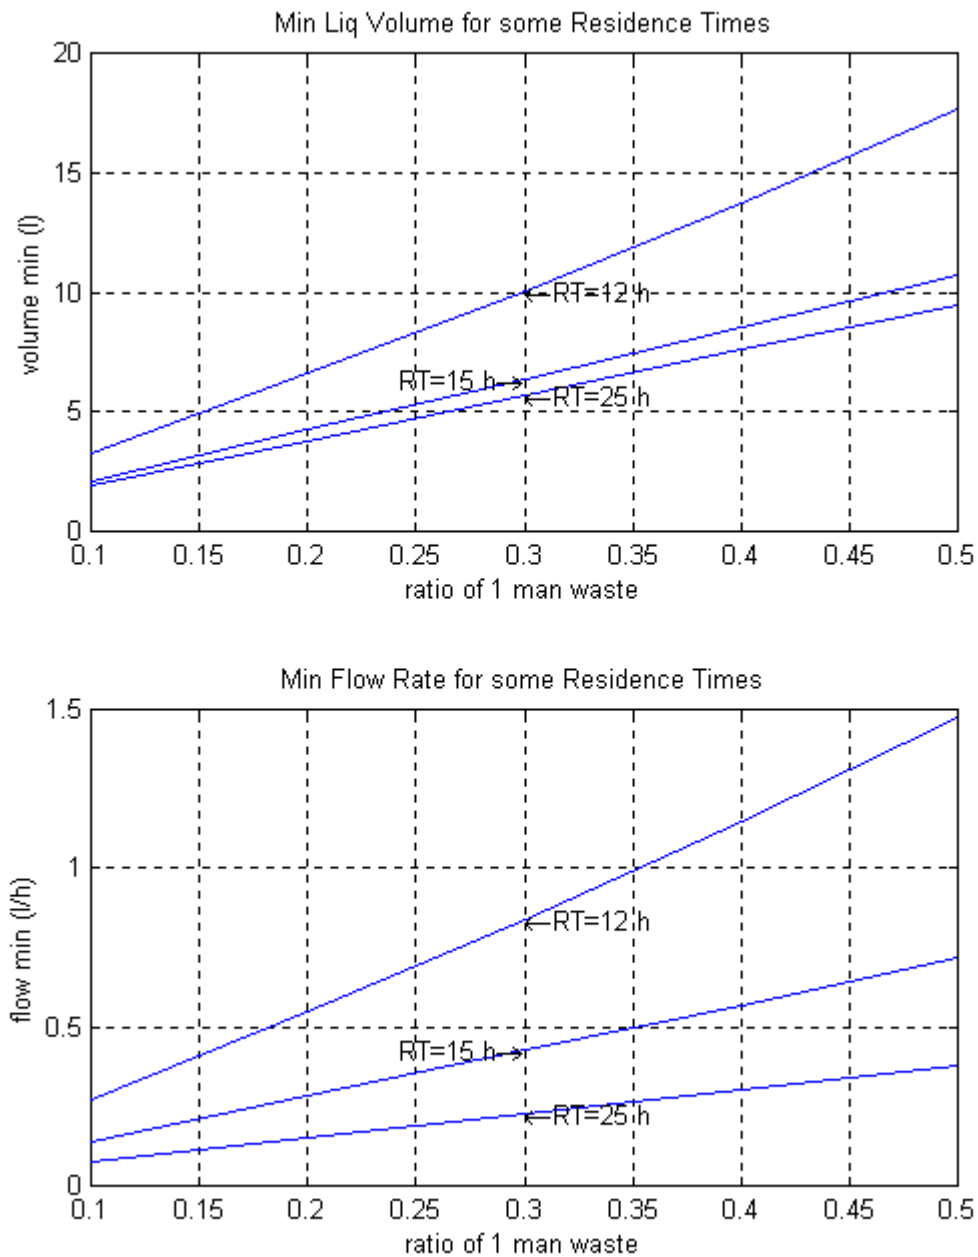 Min Liq Volume for some Residence Times
20
15
10
5
0
volume min (l)
←RT=12 h
RT=15 h→
←RT=25 h
0.1 0.15 0.2 0.25 0.3 0.35 0.4 0.45 0.5
ratio of 1 man waste
Min Flow Rate for some Residence Times
1.5
1
0.5
0
flow min (l/h)
←RT=12 h
RT=15 h→
←RT=25 h
0.1 0.15 0.2 0.25 0.3 0.35 0.4 0.45 0.5
ratio of 1 man waste